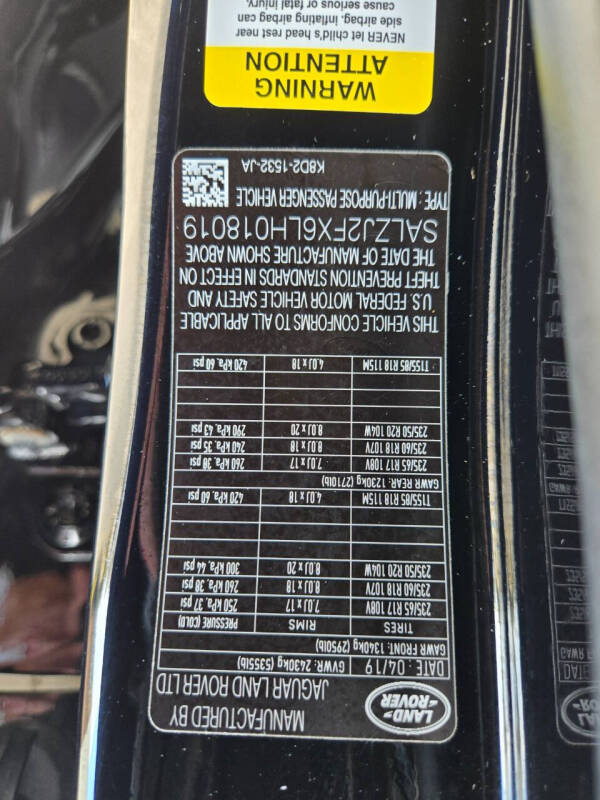 LAND
ROVER
MANUFACTURED BY
JAGUAR LAND ROVER LTD
DATE : 04/19 GVWR: 2430kg (5355lb)
GAWR FRONT: 1340kg (2950lb)
TIRES RIMS PRESSURE (COLD)
235/65 R17 108V 7.0J x 17 250 kPa, 37 psi
235/60 R18 107V 8.0J x 18 260 kPa, 38 psi
235/50 R20 104W 8.0J x 20 300 kPa, 44 psi
T155/85 R18 115M 4.0J x 18 420 kPa, 60 psi
GAWR REAR: 1230kg (2710lb)
235/65 R17 108V 7.0J x 17 260 kPa, 38 psi
235/60 R18 107V 8.0J x 18 240 kPa, 35 psi
235/50 R20 104W 8.0J x 20 290 kPa, 43 psi
T155/85 R18 115M 4.0J x 18 420 kPa, 60 psi
THIS VEHICLE CONFORMS TO ALL APPLICABLE
U.S. FEDERAL MOTOR VEHICLE SAFETY AND
THEFT PREVENTION STANDARDS IN EFFECT ON
THE DATE OF MANUFACTURE SHOWN ABOVE
SALZJ2FX6LH018019
TYPE: MULTI-PURPOSE PASSENGER VEHICLE
K8D2-1532-JA
WARNING
ATTENTION
NEVER let child's head rest near
side airbag, inflating airbag can
cause serious or fatal injury.